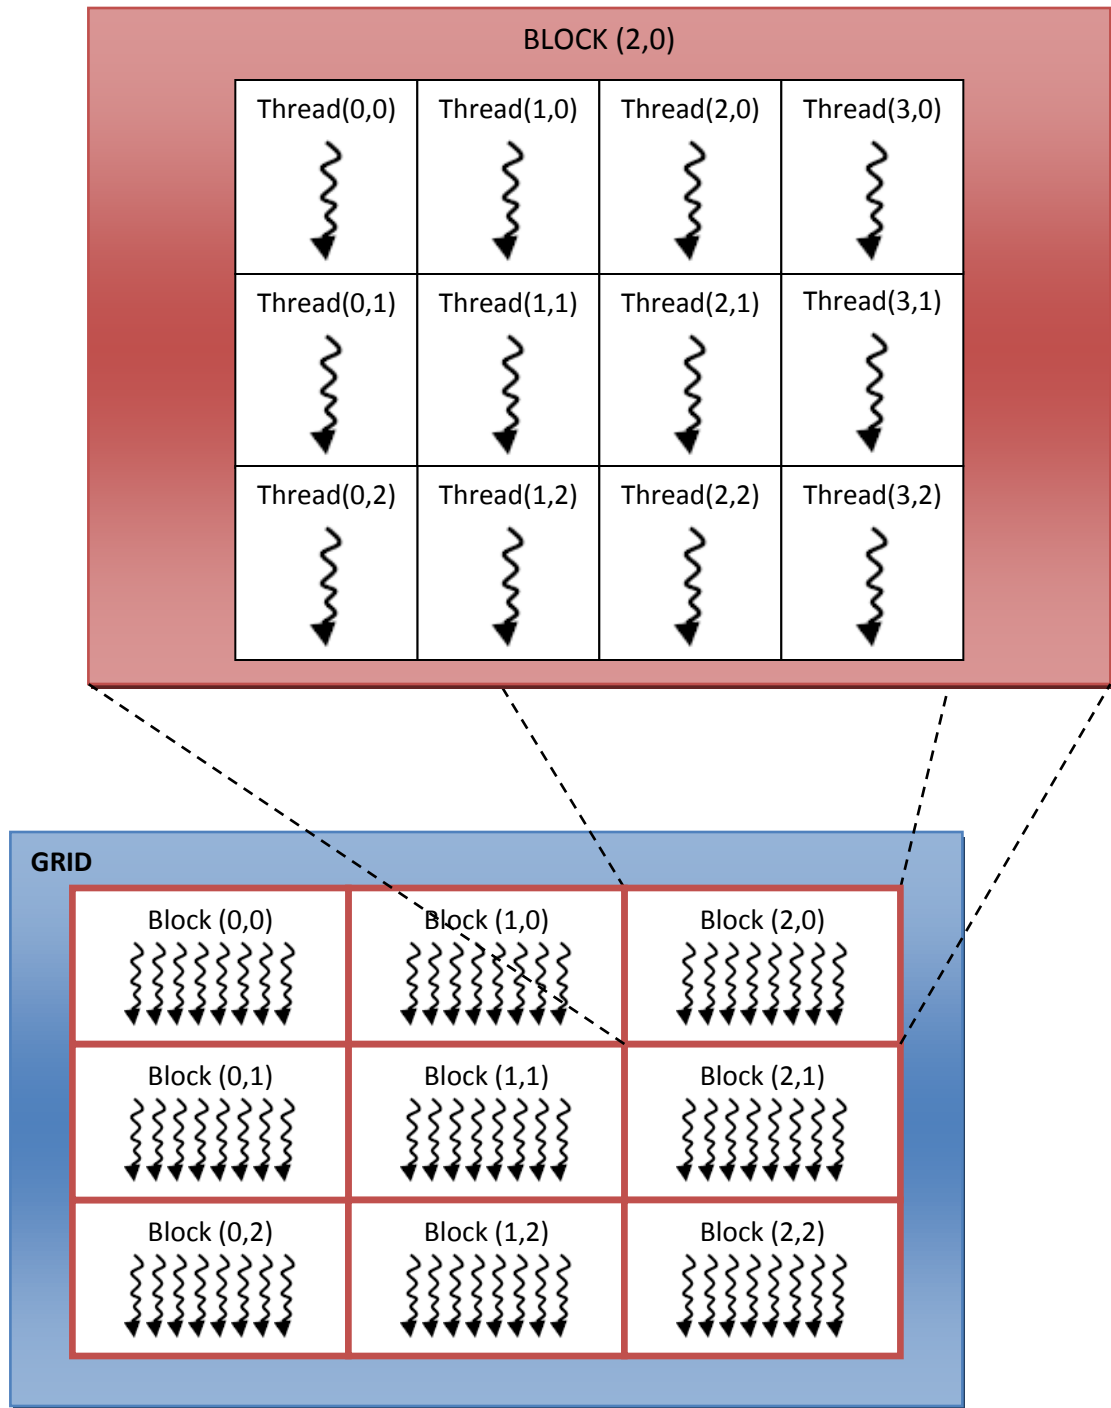 BLOCK (2,0)
Thread(0,0) Thread(1,0) Thread(2,0) Thread(3,0)
Thread(0,1) Thread(1,1) Thread(2,1) Thread(3,1)
Thread(0,2) Thread(1,2) Thread(2,2) Thread(3,2)
GRID
Block (0,0) Block (1,0) Block (2,0)
Block (0,1) Block (1,1) Block (2,1)
Block (0,2) Block (1,2) Block (2,2)